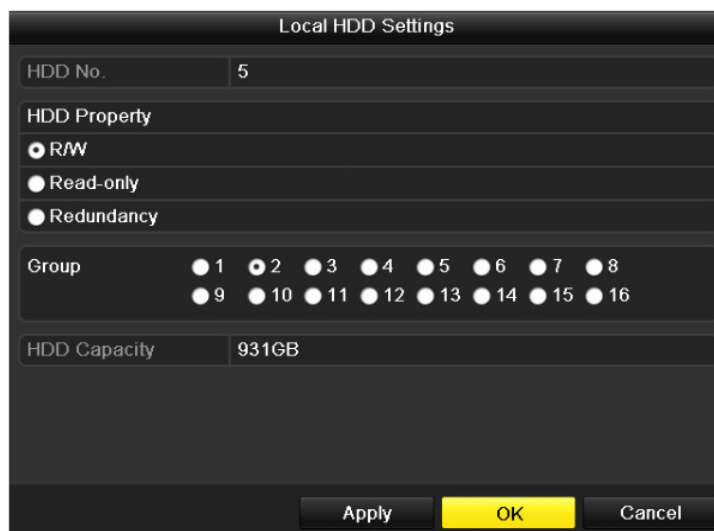 Local HDD Settings
HDD No. 5
HDD Property
R/W
Read-only
Redundancy
Group 1 2 3 4 5 6 7 8
9 10 11 12 13 14 15 16
HDD Capacity 931GB
Apply OK Cancel